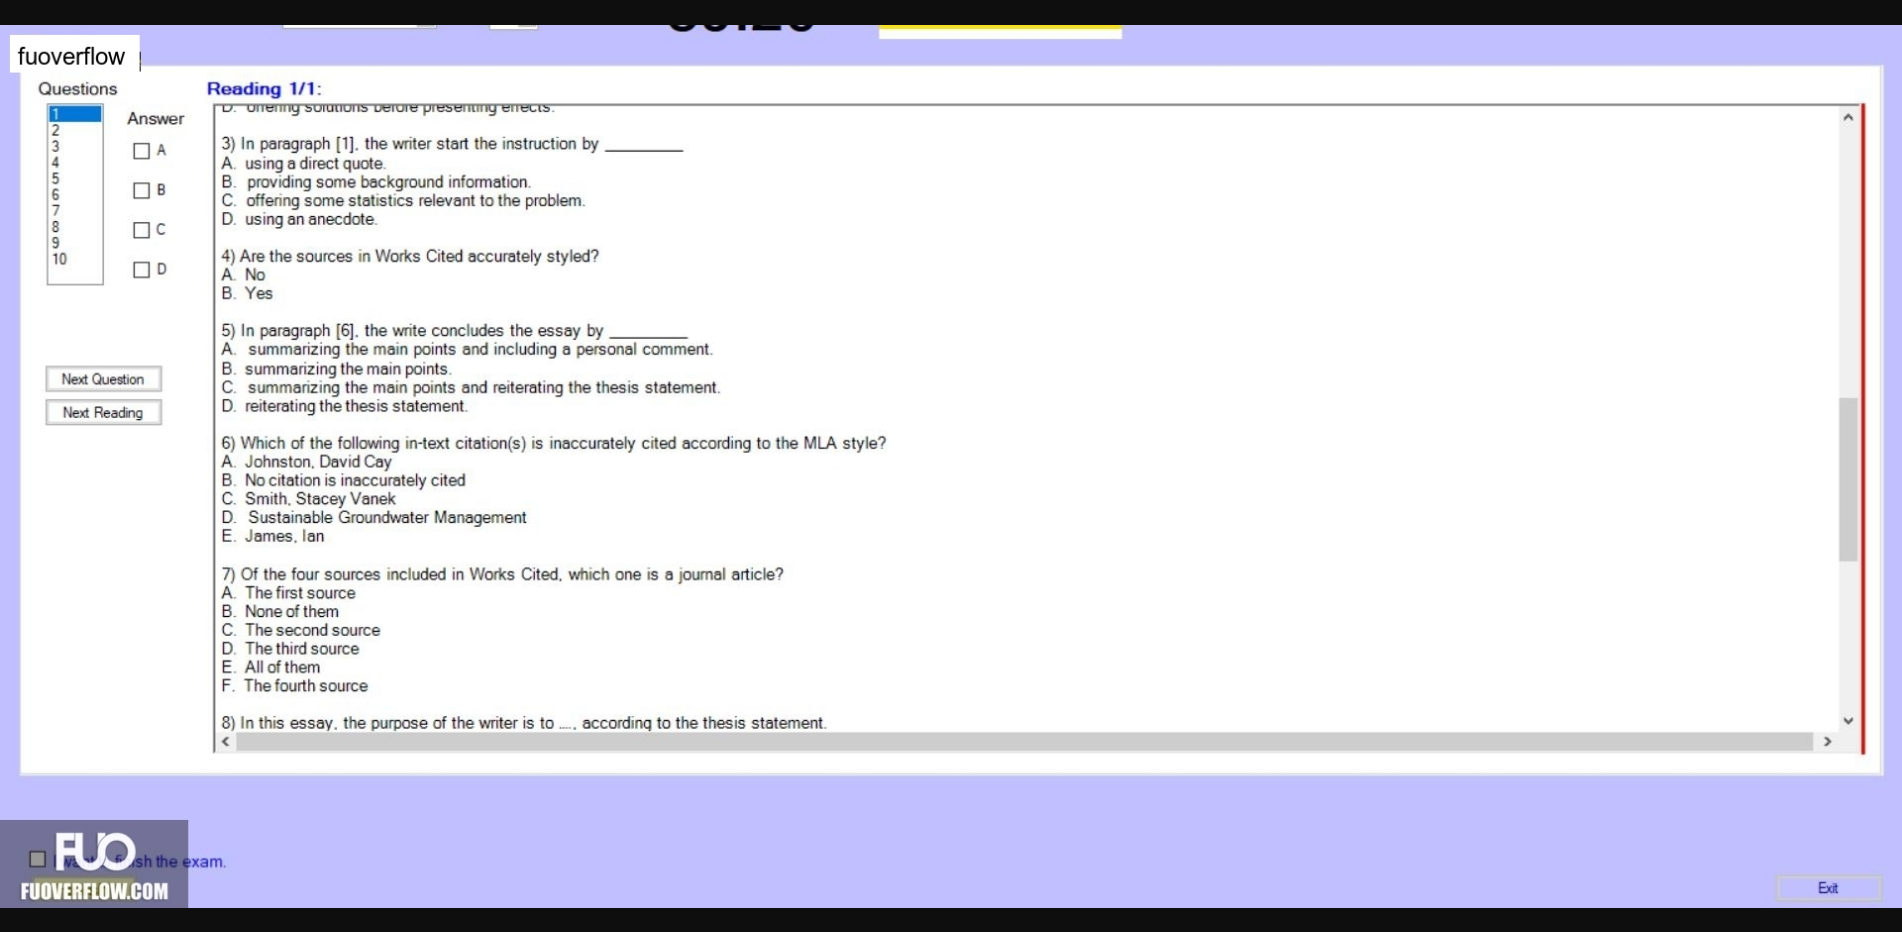 fuoverflow
Questions
Reading 1/1:
1
2
3
4
5
6
7
8
9
10
Answer
A
B
C
D
Next Question
Next Reading
D. offering solutions before presenting effects.
3) In paragraph [1], the writer start the instruction by _________
A. using a direct quote.
B. providing some background information.
C. offering some statistics relevant to the problem.
D. using an anecdote.
4) Are the sources in Works Cited accurately styled?
A. No
B. Yes
5) In paragraph [6], the write concludes the essay by _________
A. summarizing the main points and including a personal comment.
B. summarizing the main points.
C. summarizing the main points and reiterating the thesis statement.
D. reiterating the thesis statement.
6) Which of the following in-text citation(s) is inaccurately cited according to the MLA style?
A. Johnston, David Cay
B. No citation is inaccurately cited
C. Smith, Stacey Vanek
D. Sustainable Groundwater Management
E. James, Ian
7) Of the four sources included in Works Cited, which one is a journal article?
A. The first source
B. None of them
C. The second source
D. The third source
E. All of them
F. The fourth source
8) In this essay, the purpose of the writer is to ...., according to the thesis statement.
FUO
sh the exam.
FUOVERFLOW.COM
Exit